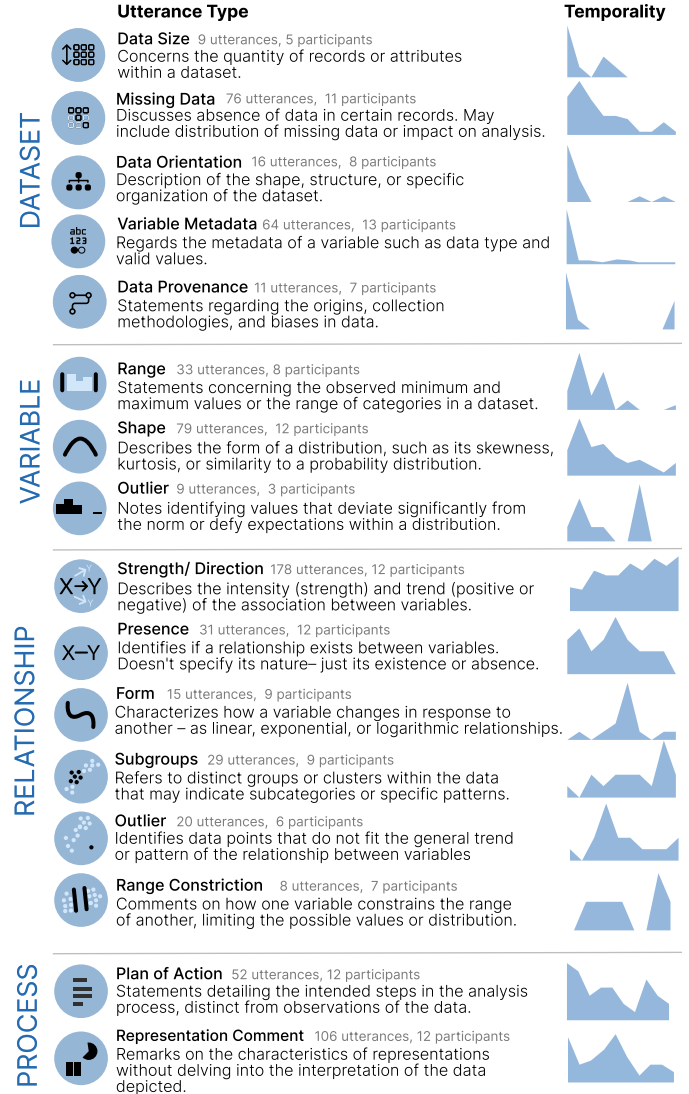 Utterance Type Temporality
DATASET
Data Size 9 utterances, 5 participants
Concerns the quantity of records or attributes
within a dataset.
Missing Data 76 utterances, 11 participants
Discusses absence of data in certain records. May
include distribution of missing data or impact on analysis.
Data Orientation 16 utterances, 8 participants
Description of the shape, structure, or specific
organization of the dataset.
abc
123
Variable Metadata 64 utterances, 13 participants
Regards the metadata of a variable such as data type and
valid values.
Data Provenance 11 utterances, 7 participants
Statements regarding the origins, collection
methodologies, and biases in data.
VARIABLE
Range 33 utterances, 8 participants
Statements concerning the observed minimum and
maximum values or the range of categories in a dataset.
Shape 79 utterances, 12 participants
Describes the form of a distribution, such as its skewness,
kurtosis, or similarity to a probability distribution.
Outlier 9 utterances, 3 participants
Notes identifying values that deviate significantly from
the norm or defy expectations within a distribution.
RELATIONSHIP
Y
X→Y
Y
Strength/ Direction 178 utterances, 12 participants
Describes the intensity (strength) and trend (positive or
negative) of the association between variables.
X–Y
Presence 31 utterances, 12 participants
Identifies if a relationship exists between variables.
Doesn't specify its nature– just its existence or absence.
Form 15 utterances, 9 participants
Characterizes how a variable changes in response to
another – as linear, exponential, or logarithmic relationships.
Subgroups 29 utterances, 9 participants
Refers to distinct groups or clusters within the data
that may indicate subcategories or specific patterns.
Outlier 20 utterances, 6 participants
Identifies data points that do not fit the general trend
or pattern of the relationship between variables
Range Constriction 8 utterances, 7 participants
Comments on how one variable constrains the range
of another, limiting the possible values or distribution.
PROCESS
Plan of Action 52 utterances, 12 participants
Statements detailing the intended steps in the analysis
process, distinct from observations of the data.
Representation Comment 106 utterances, 12 participants
Remarks on the characteristics of representations
without delving into the interpretation of the data
depicted.